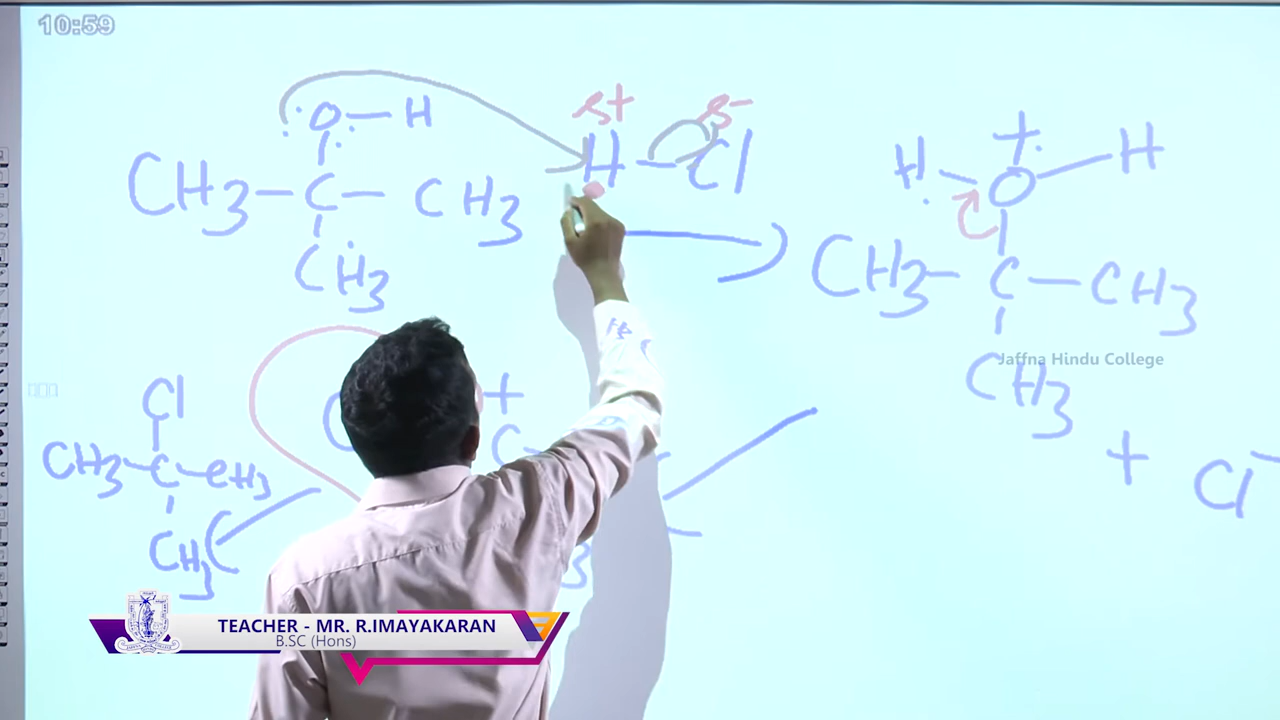 10:59
O — H
δ+ δ-
H — Cl
CH3 — C — CH3
CH3
+
H — O — H
CH3 — C — CH3
CH3
+ Cl-
Jaffna Hindu College
Cl
CH3 — C — CH3
CH3
+
C
TEACHER - MR. R.IMAYAKARAN
B.SC (Hons)